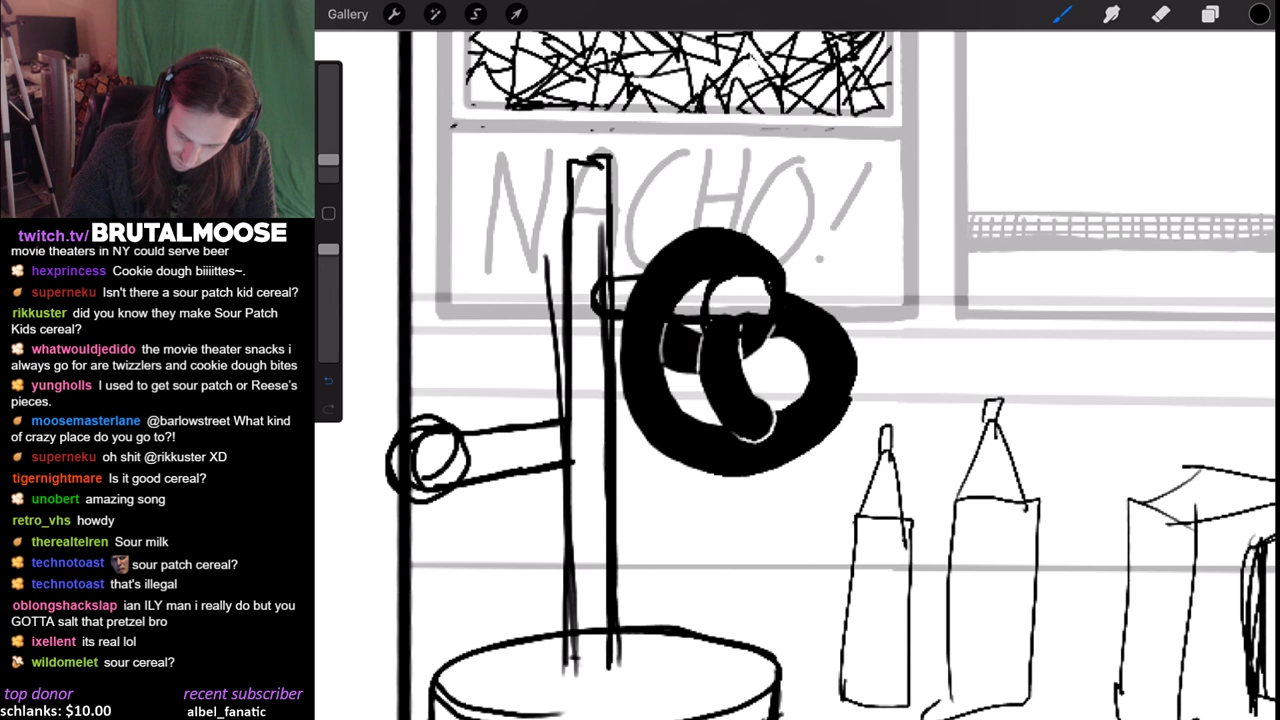 Gallery
NACHO!
twitch.tv/BRUTALMOOSE
movie theaters in NY could serve beer
hexprincess Cookie dough biiiittes~.
superneku Isn't there a sour patch kid cereal?
rikkuster did you know they make Sour Patch
Kids cereal?
whatwouldjedido the movie theater snacks i
always go for are twizzlers and cookie dough bites
yungholls I used to get sour patch or Reese's
pieces.
moosemasterlane @barlowstreet What kind
of crazy place do you go to?!
superneku oh shit @rikkuster XD
tigernightmare Is it good cereal?
unobert amazing song
retro_vhs howdy
therealtelren Sour milk
technotoast sour patch cereal?
technotoast that's illegal
oblongshackslap ian ILY man i really do but you
GOTTA salt that pretzel bro
ixellent its real lol
wildomelet sour cereal?
top donor recent subscriber
schlanks: $10.00 albel_fanatic